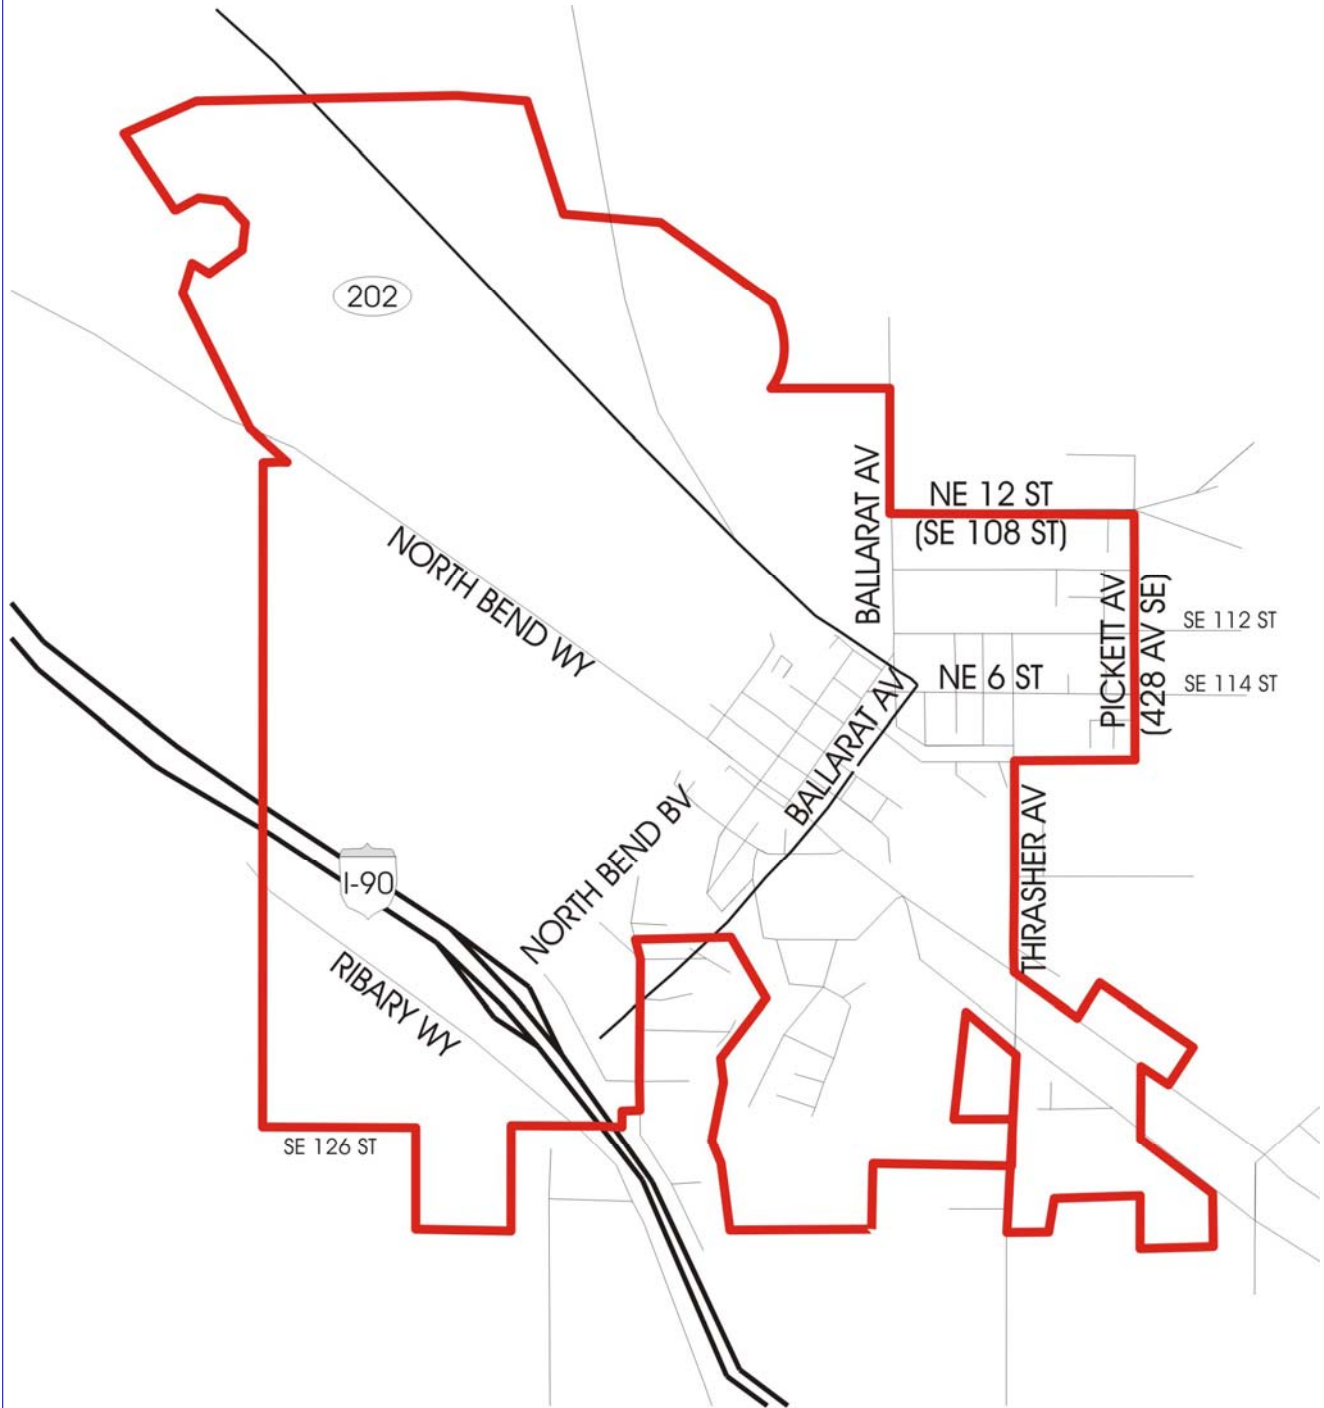 202
BALLARAT AV
NE 12 ST
(SE 108 ST)
NORTH BEND WY
PICKETT AV
(428 AV SE)
SE 112 ST
NE 6 ST
SE 114 ST
BALLARAT AV
NORTH BEND BV
THRASHER AV
I-90
RIBARY WY
SE 126 ST